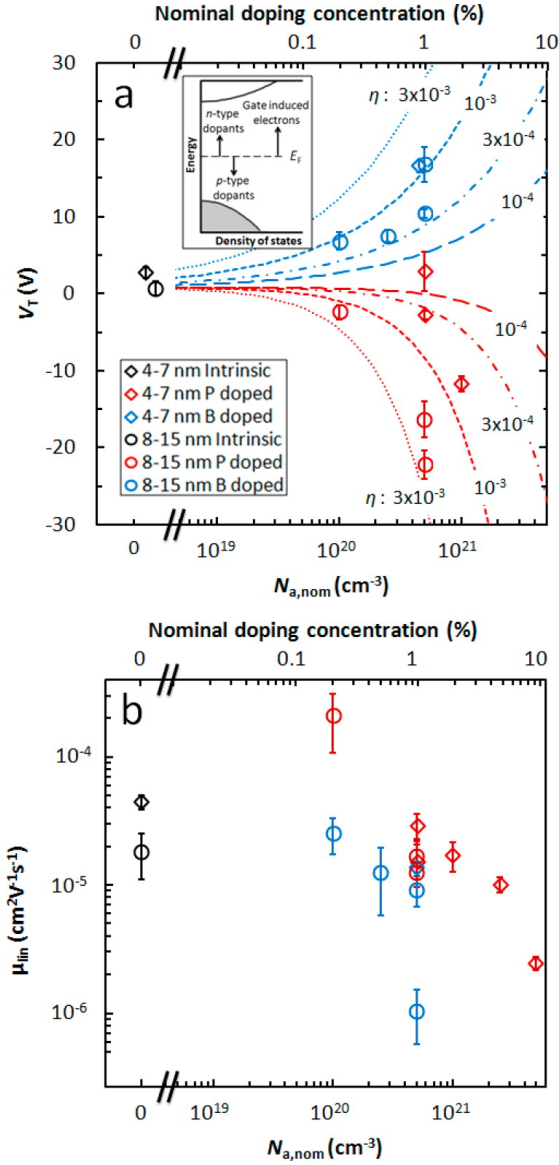 Nominal doping concentration (%)
0 0.1 1 10
a
30
20
10
0
-10
-20
-30
V_T (V)
η : 3x10⁻³
10⁻³
3x10⁻⁴
10⁻⁴
Energy
n-type dopants
Gate induced electrons
E_F
p-type dopants
Density of states
10⁻⁴
3x10⁻⁴
10⁻³
η : 3x10⁻³
4-7 nm Intrinsic
4-7 nm P doped
4-7 nm B doped
8-15 nm Intrinsic
8-15 nm P doped
8-15 nm B doped
0 10¹⁹ 10²⁰ 10²¹
N_a,nom (cm⁻³)
Nominal doping concentration (%)
0 0.1 1 10
b
10⁻⁴
10⁻⁵
10⁻⁶
μ_lin (cm²V⁻¹s⁻¹)
0 10¹⁹ 10²⁰ 10²¹
N_a,nom (cm⁻³)